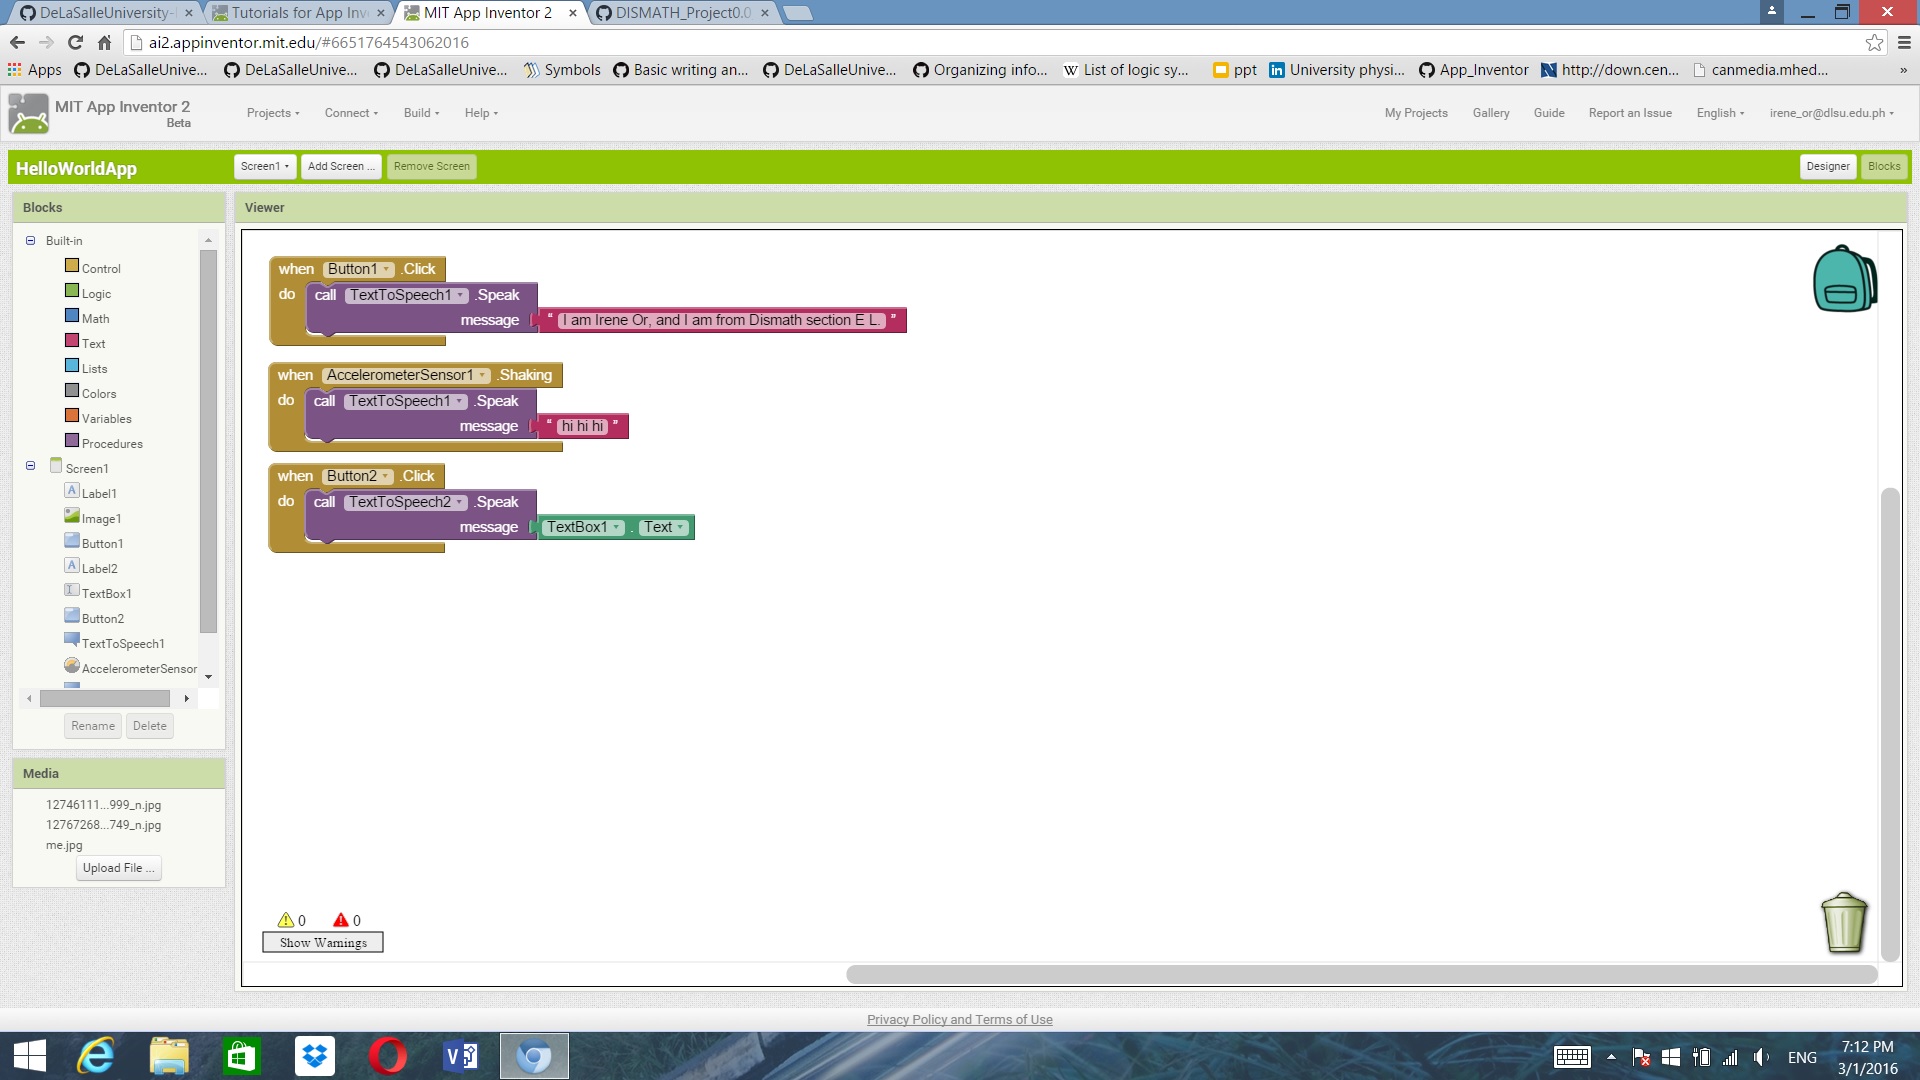 DeLaSalleUniversity-
Tutorials for App Inve
MIT App Inventor 2
DISMATH_Project0.0
ai2.appinventor.mit.edu/#6651764543062016
Apps DeLaSalleUnive... DeLaSalleUnive... DeLaSalleUnive... Symbols Basic writing an... DeLaSalleUnive... Organizing info... W List of logic sy... ppt in University physi... App_Inventor N http://down.cen... canmedia.mhed... »
MIT App Inventor 2
Beta
Projects Connect Build Help
My Projects Gallery Guide Report an Issue English irene_or@dlsu.edu.ph
HelloWorldApp
Screen1 Add Screen ... Remove Screen
Designer Blocks
Blocks
Built-in
Control
Logic
Math
Text
Lists
Colors
Variables
Procedures
Screen1
Label1
Image1
Button1
Label2
TextBox1
Button2
TextToSpeech1
AccelerometerSensor
Rename Delete
Media
12746111...999_n.jpg
12767268...749_n.jpg
me.jpg
Upload File ...
Viewer
when Button1 .Click
do call TextToSpeech1 .Speak
message “ I am Irene Or, and I am from Dismath section E L. ”
when AccelerometerSensor1 .Shaking
do call TextToSpeech1 .Speak
message “ hi hi hi ”
when Button2 .Click
do call TextToSpeech2 .Speak
message TextBox1 . Text
0 0
Show Warnings
Privacy Policy and Terms of Use
ENG
7:12 PM
3/1/2016